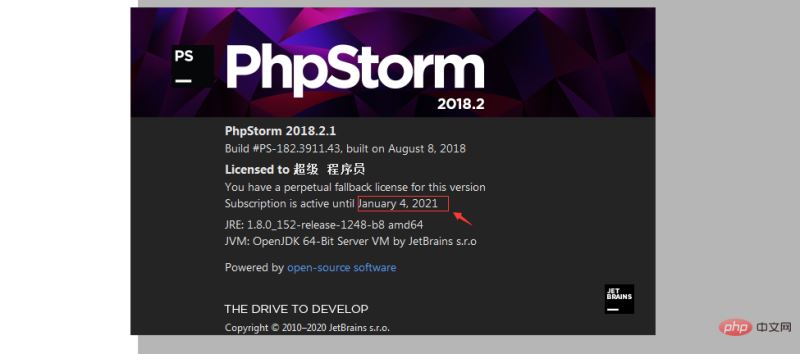 PS
PhpStorm
2018.2
PhpStorm 2018.2.1
Build #PS-182.3911.43, built on August 8, 2018
Licensed to 超级 程序员
You have a perpetual fallback license for this version
Subscription is active until January 4, 2021
JRE: 1.8.0_152-release-1248-b8 amd64
JVM: OpenJDK 64-Bit Server VM by JetBrains s.r.o
Powered by open-source software
JET
BRAINS
THE DRIVE TO DEVELOP
Copyright © 2010–2020 JetBrains s.r.o.
php 中文网